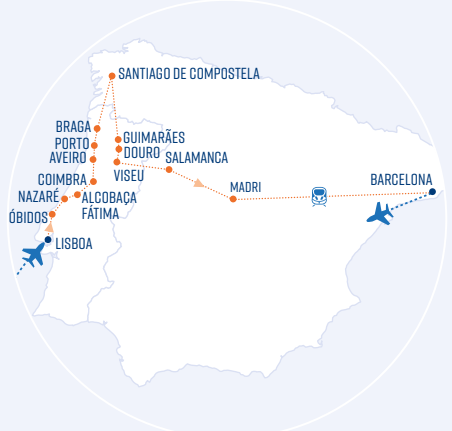 SANTIAGO DE COMPOSTELA
BRAGA
PORTO
AVEIRO
GUIMARÃES
DOURO
VISEU
SALAMANCA
COIMBRA
NAZARÉ
ALCOBAÇA
FÁTIMA
ÓBIDOS
LISBOA
MADRI
BARCELONA